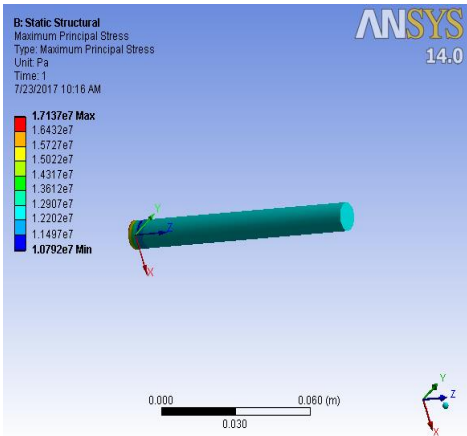 B: Static Structural
Maximum Principal Stress
Type: Maximum Principal Stress
Unit: Pa
Time: 1
7/23/2017 10:16 AM
ANSYS
14.0
1.7137e7 Max
1.6432e7
1.5727e7
1.5022e7
1.4317e7
1.3612e7
1.2907e7
1.2202e7
1.1497e7
1.0792e7 Min
Y
Z
X
0.000 0.060 (m)
0.030
Y
Z
X